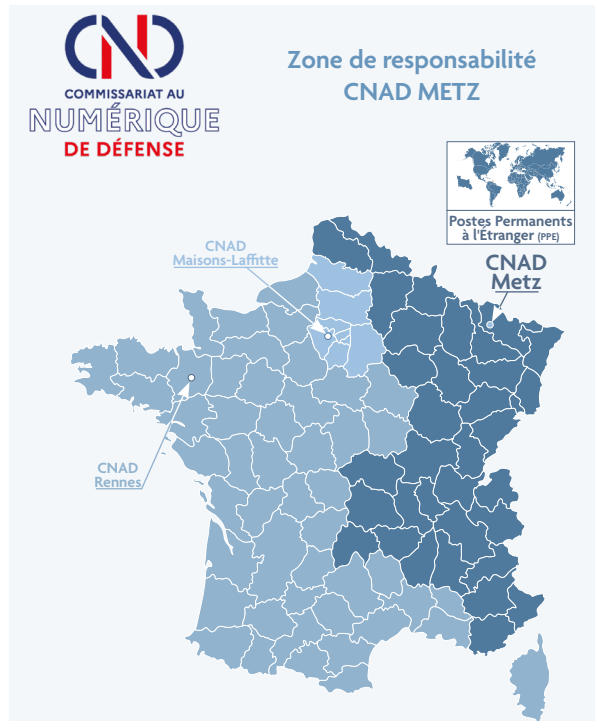 CND
COMMISSARIAT AU
NUMÉRIQUE
DE DÉFENSE
Zone de responsabilité
CNAD METZ
Postes Permanents
à l'Étranger (PPE)
CNAD
Metz
CNAD
Maisons-Laffitte
CNAD
Rennes